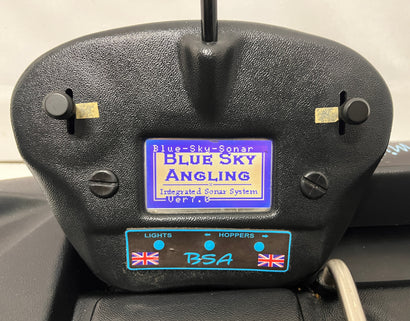 Blue-Sky-Sonar
BLUE SKY
ANGLING
Integrated Sonar System
Ver7.0
LIGHTS ← HOPPERS →
BSA